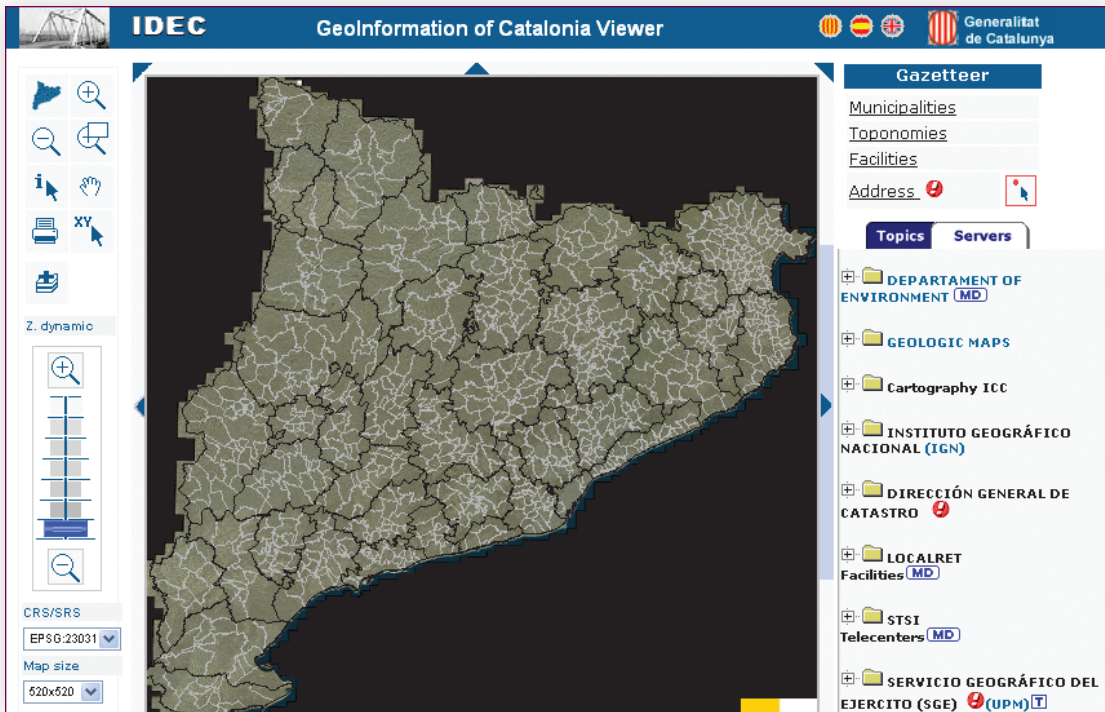 IDEC
GeoInformation of Catalonia Viewer
Generalitat
de Catalunya
i
XY
Z. dynamic
CRS/SRS
EPSG:23031
Map size
520x520
Gazetteer
Municipalities
Toponomies
Facilities
Address
Topics Servers
DEPARTAMENT OF
ENVIRONMENT MD
GEOLOGIC MAPS
Cartography ICC
INSTITUTO GEOGRÁFICO
NACIONAL (IGN)
DIRECCIÓN GENERAL DE
CATASTRO
LOCALRET
Facilities MD
STSI
Telecenters MD
SERVICIO GEOGRÁFICO DEL
EJERCITO (SGE) (UPM) T